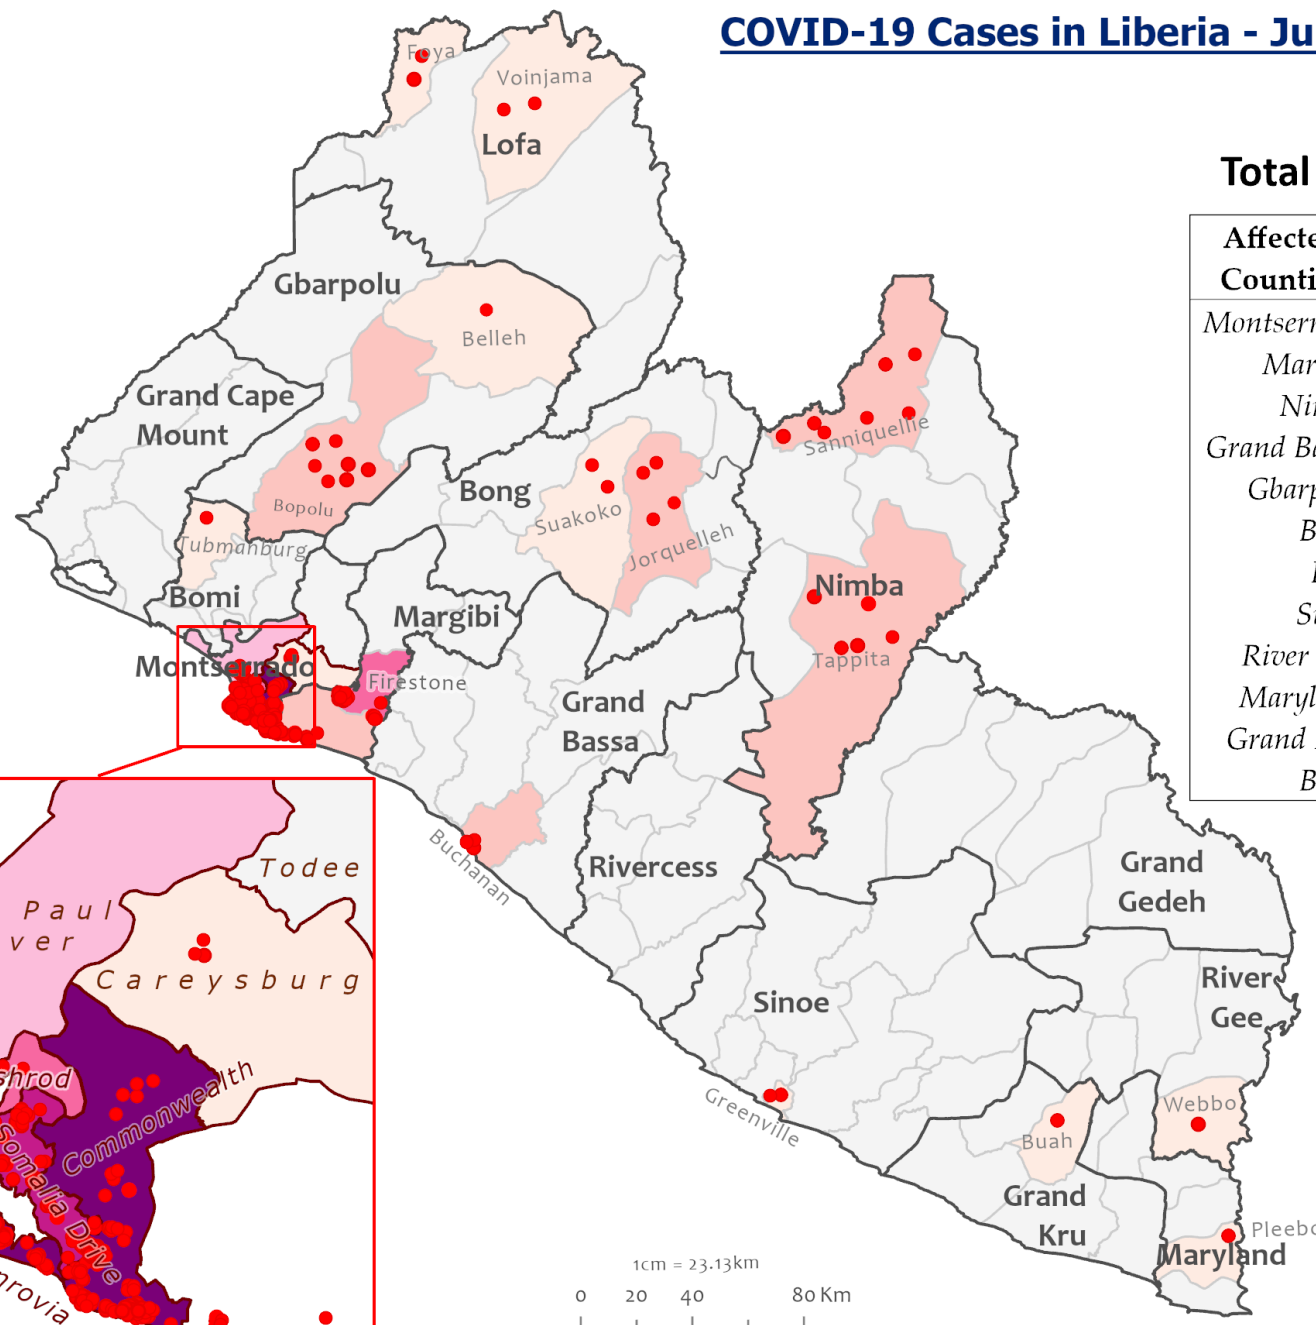 COVID-19 Cases in Liberia - Ju
Foya
Voinjama
Lofa
Total
Affecte
Counti
Montserr
Mar
Ni
Grand Ba
Gbarp
B
S
River
Maryl
Grand
B
Gbarpolu
Belleh
Grand Cape
Mount
Sanniquellie
Bong
Suakoko
Bopolu
Jorquelleh
Tubmanburg
Bomi
Margibi
Nimba
Montserrado
Firestone
Tappita
Grand
Bassa
Buchanan
Rivercess
Grand
Gedeh
Todee
Paul
ver
Careysburg
Sinoe
River
Gee
shrod
Commonwealth
Somalia Drive
nrovia
Greenville
Webbo
Buah
Grand
Kru
Pleebo
Maryland
1cm = 23.13km
0 20 40 80 Km